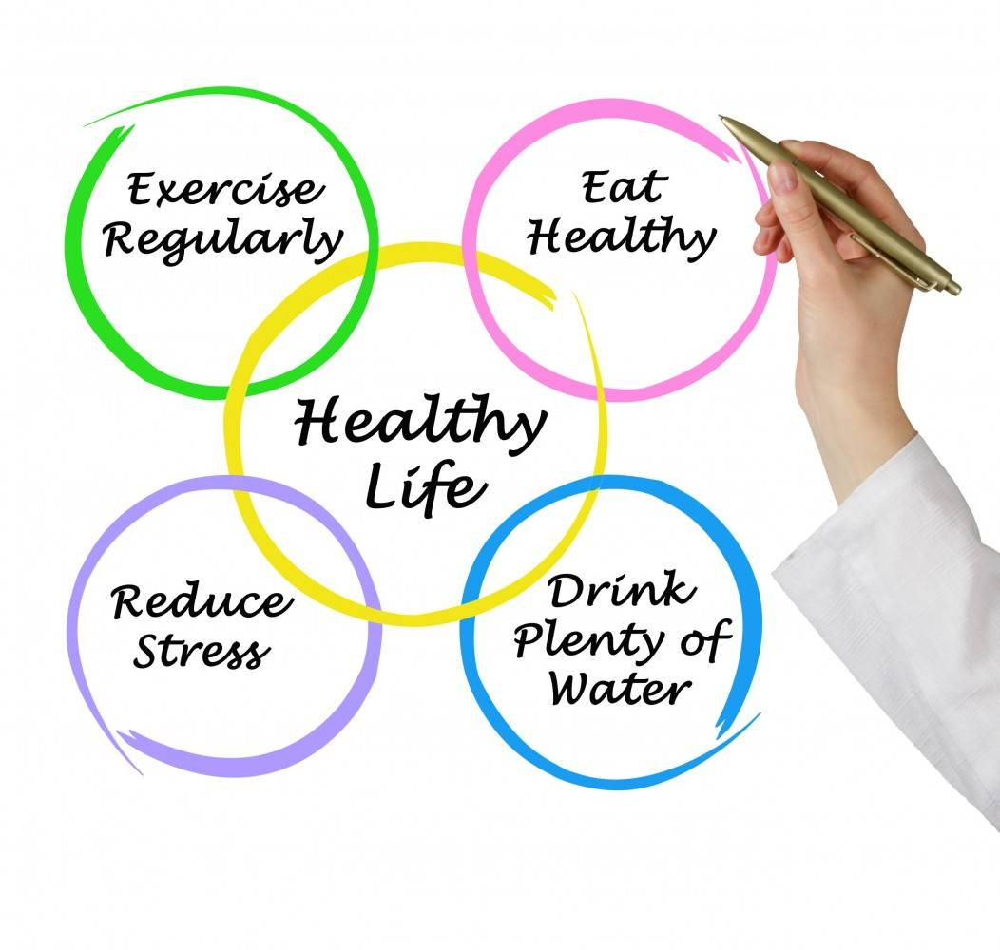 Exercise
Regularly
Eat
Healthy
Healthy
Life
Reduce
Stress
Drink
Plenty of
Water